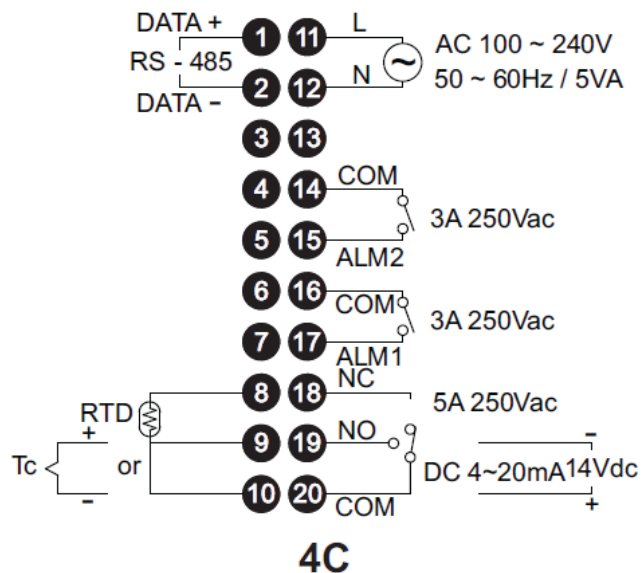 DATA + 1 11 L
RS - 485 AC 100 ~ 240V
DATA - 2 12 N 50 ~ 60Hz / 5VA
3 13
4 14 COM
3A 250Vac
5 15 ALM2
6 16 COM
3A 250Vac
7 17 ALM1
8 18 NC 5A 250Vac
RTD
+ 9 19 NO -
Tc or DC 4~20mA 14Vdc
- 10 20 COM +
4C